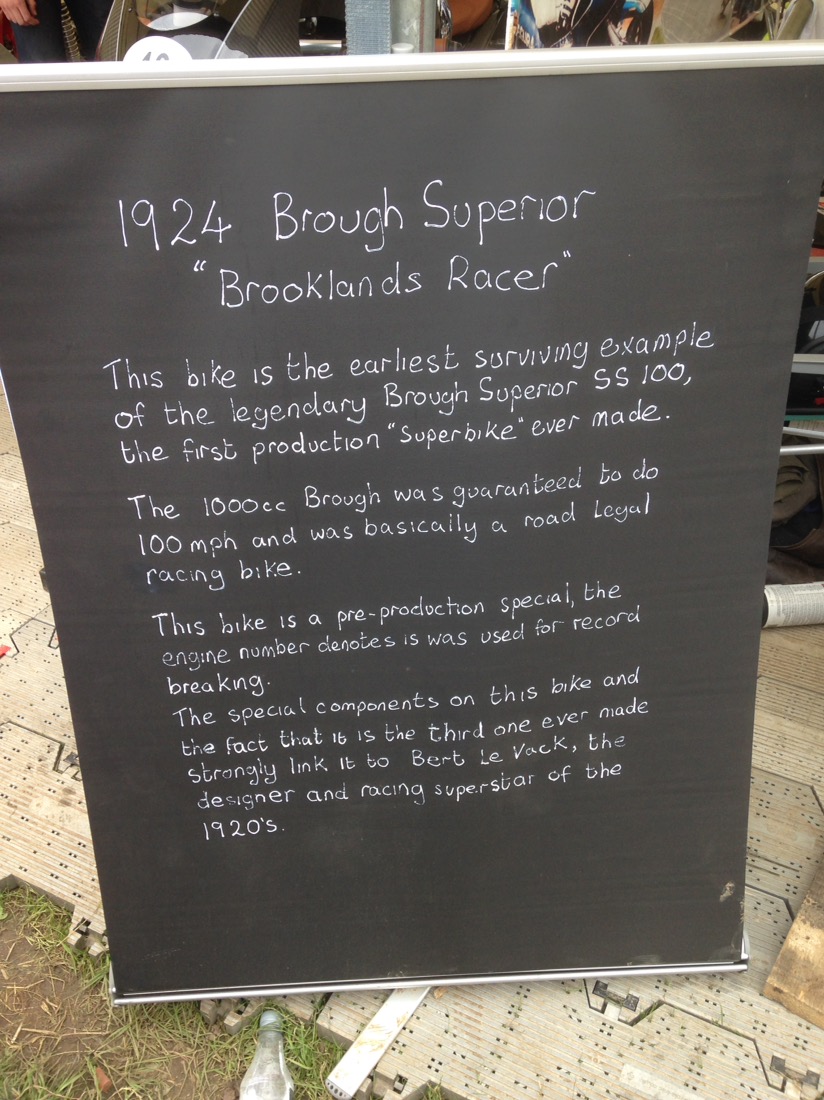 1924 Brough Superior
"Brooklands Racer"
This bike is the earliest surviving example
of the legendary Brough Superior SS 100,
the first production "Superbike" ever made.
The 1000cc Brough was guaranteed to do
100 mph and was basically a road legal
racing bike.
This bike is a pre-production special, the
engine number denotes is was used for record
breaking.
The special components on this bike and
the fact that it is the third one ever made
strongly link it to Bert Le Vack, the
designer and racing superstar of the
1920's.